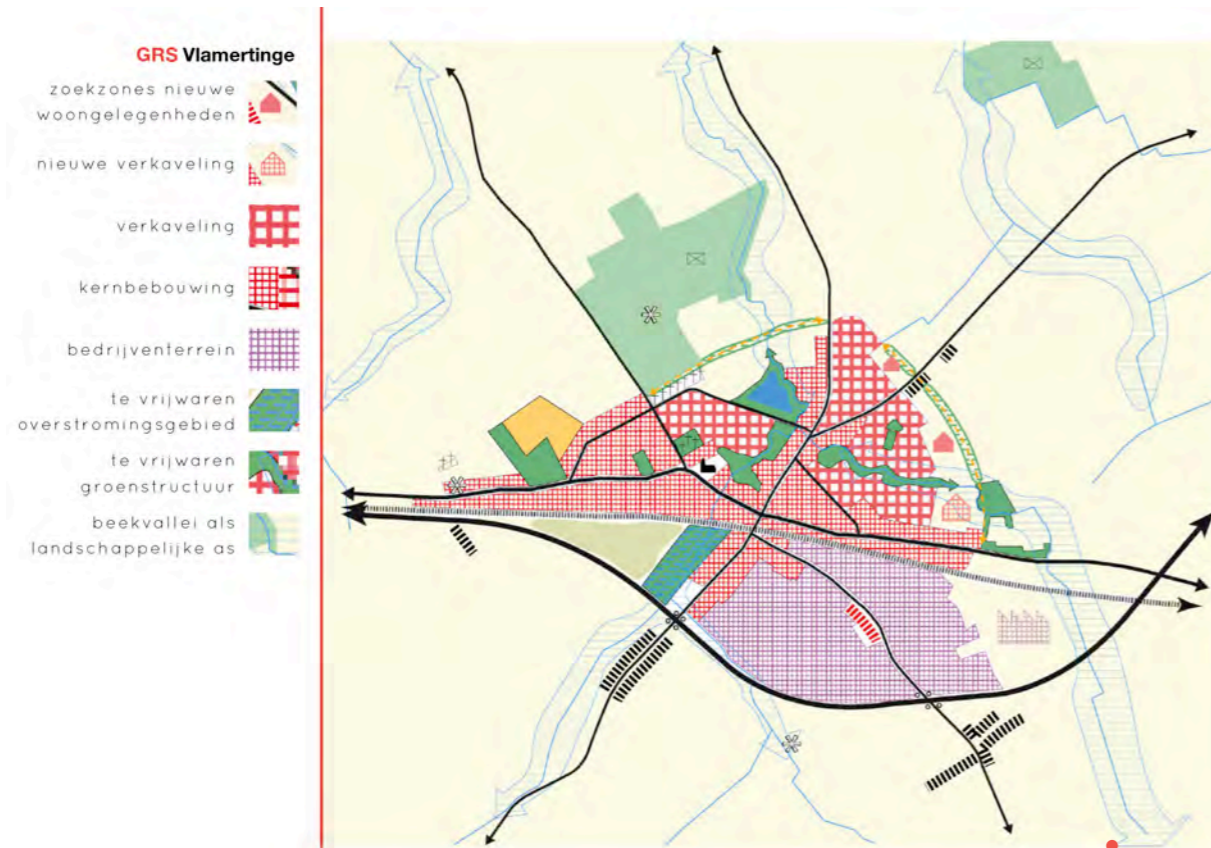 GRS Vlamertinge
zoekzones nieuwe
woongelegenheden
nieuwe verkaveling
verkaveling
kernbebouwing
bedrijventerrein
te vrijwaren
overstromingsgebied
te vrijwaren
groenstructuur
beekvallei als
landschappelijke as